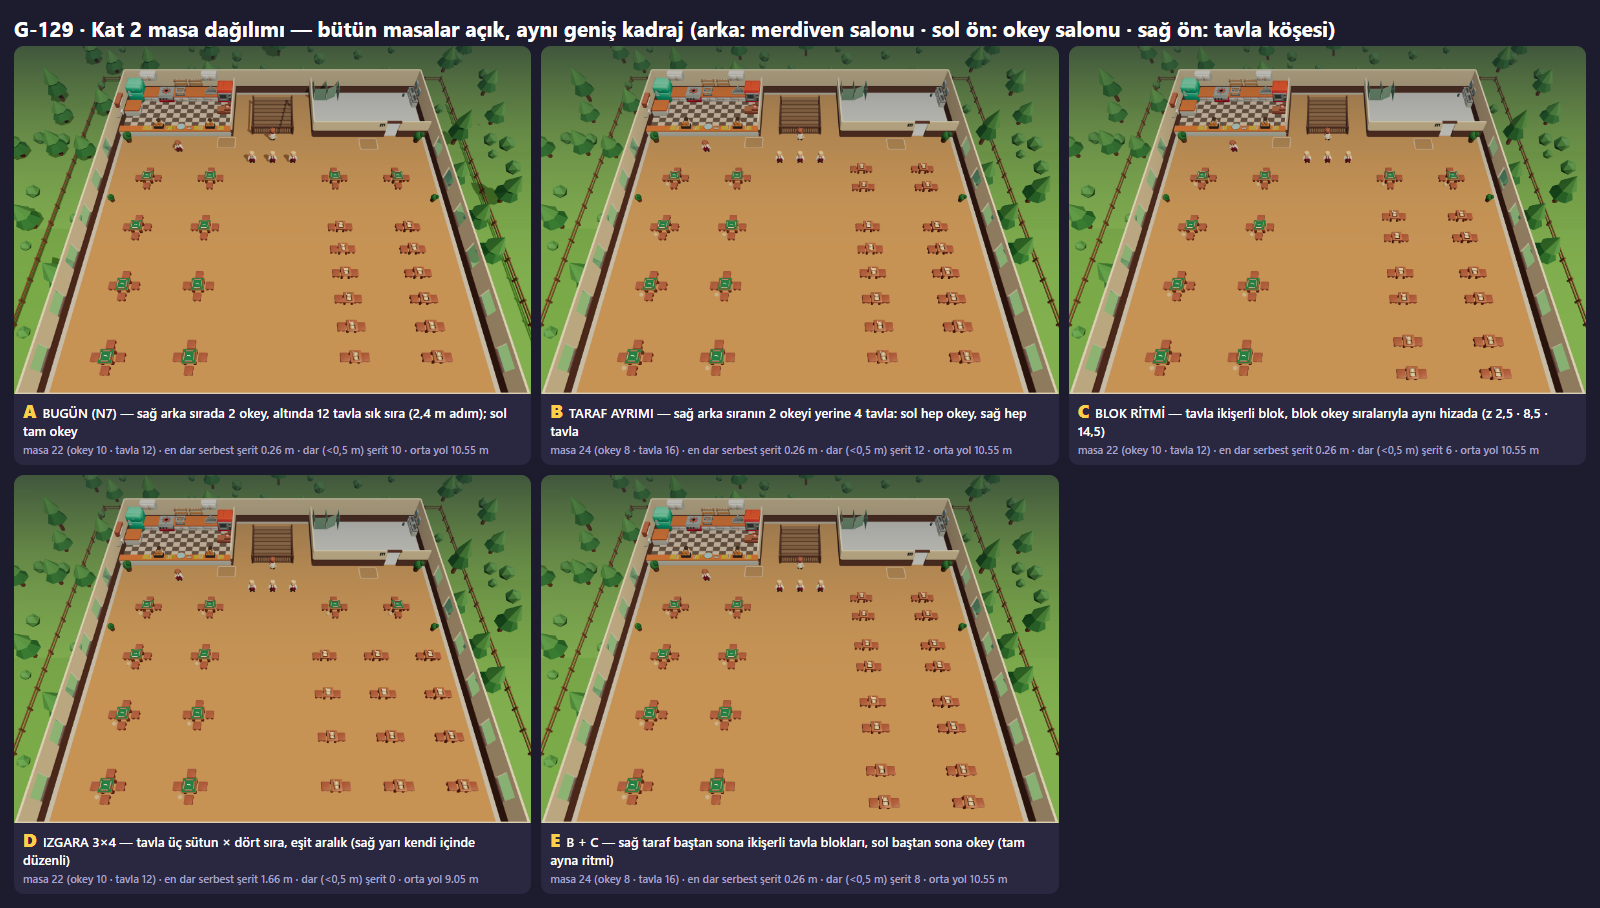 G-129 · Kat 2 masa dağılımı — bütün masalar açık, aynı geniş kadraj (arka: merdiven salonu · sol ön: okey salonu · sağ ön: tavla köşesi)
A BUGÜN (N7) — sağ arka sırada 2 okey, altında 12 tavla sık sıra (2,4 m adım); sol
tam okey
masa 22 (okey 10 · tavla 12) · en dar serbest şerit 0.26 m · dar (<0,5 m) şerit 10 · orta yol 10.55 m
B TARAF AYRIMI — sağ arka sıranın 2 okeyi yerine 4 tavla: sol hep okey, sağ hep
tavla
masa 24 (okey 8 · tavla 16) · en dar serbest şerit 0.26 m · dar (<0,5 m) şerit 12 · orta yol 10.55 m
C BLOK RİTMİ — tavla ikişerli blok, blok okey sıralarıyla aynı hizada (z 2,5 · 8,5 ·
14,5)
masa 22 (okey 10 · tavla 12) · en dar serbest şerit 0.26 m · dar (<0,5 m) şerit 6 · orta yol 10.55 m
D IZGARA 3×4 — tavla üç sütun × dört sıra, eşit aralık (sağ yarı kendi içinde
düzenli)
masa 22 (okey 10 · tavla 12) · en dar serbest şerit 1.66 m · dar (<0,5 m) şerit 0 · orta yol 9.05 m
E B + C — sağ taraf baştan sona ikişerli tavla blokları, sol baştan sona okey (tam
ayna ritmi)
masa 24 (okey 8 · tavla 16) · en dar serbest şerit 0.26 m · dar (<0,5 m) şerit 8 · orta yol 10.55 m